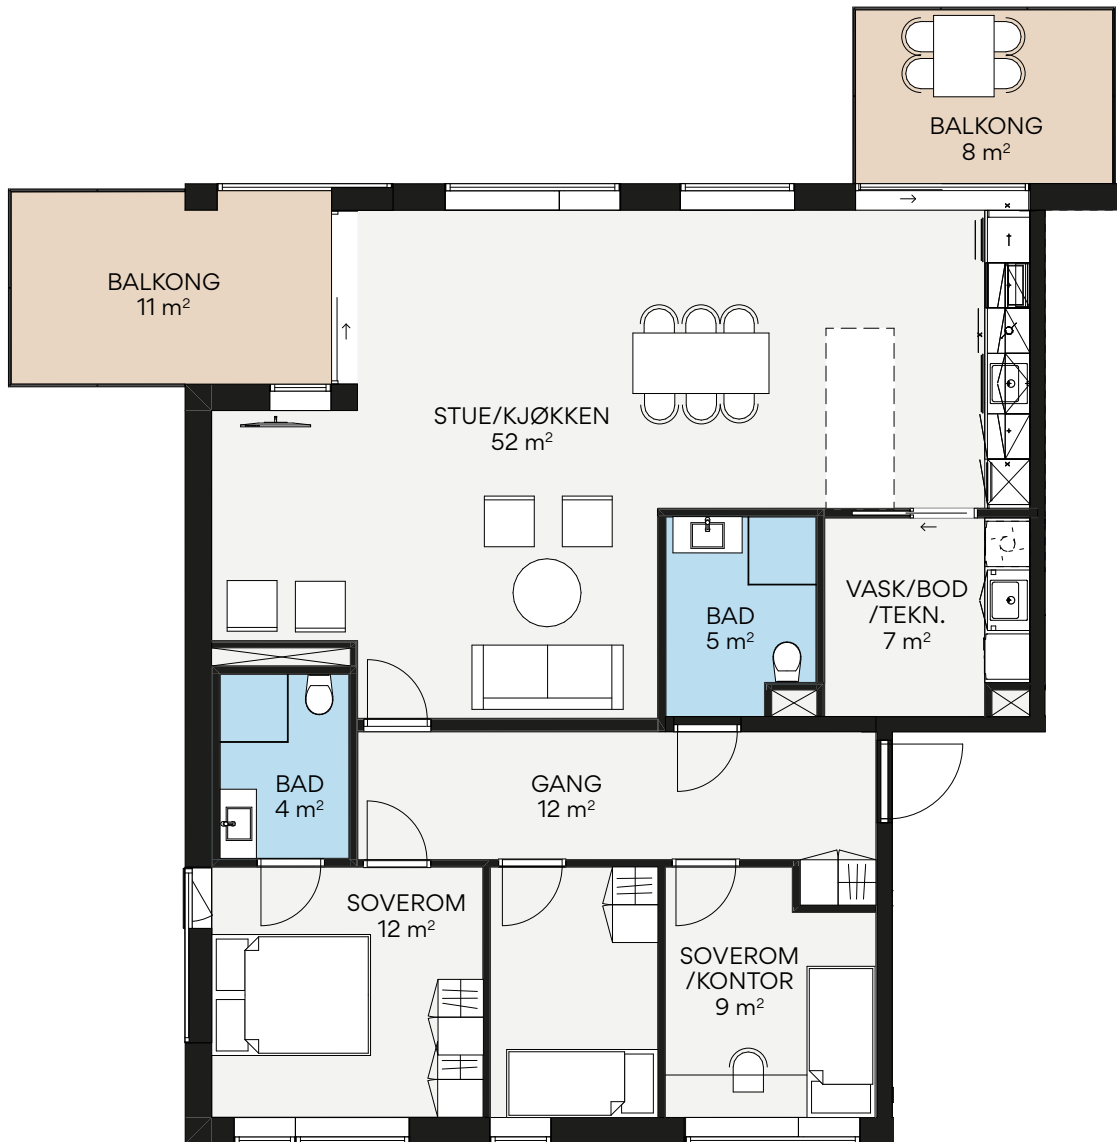 BALKONG
8 m²
BALKONG
11 m²
STUE/KJØKKEN
52 m²
BAD
5 m²
VASK/BOD
/TEKN.
7 m²
BAD
4 m²
GANG
12 m²
SOVEROM
12 m²
SOVEROM
/KONTOR
9 m²